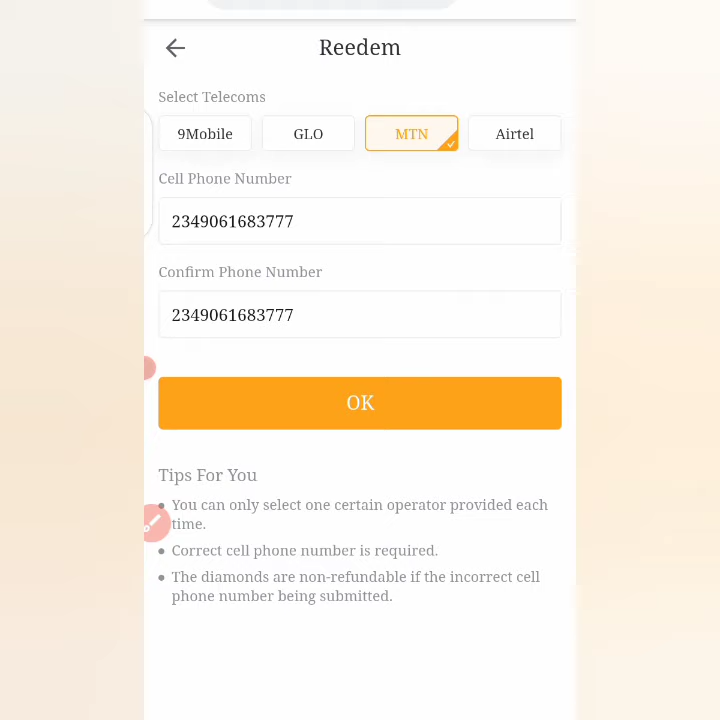 Reedem
Select Telecoms
9Mobile GLO MTN Airtel
Cell Phone Number
2349061683777
Confirm Phone Number
2349061683777
OK
Tips For You
• You can only select one certain operator provided each
time.
• Correct cell phone number is required.
• The diamonds are non-refundable if the incorrect cell
phone number being submitted.